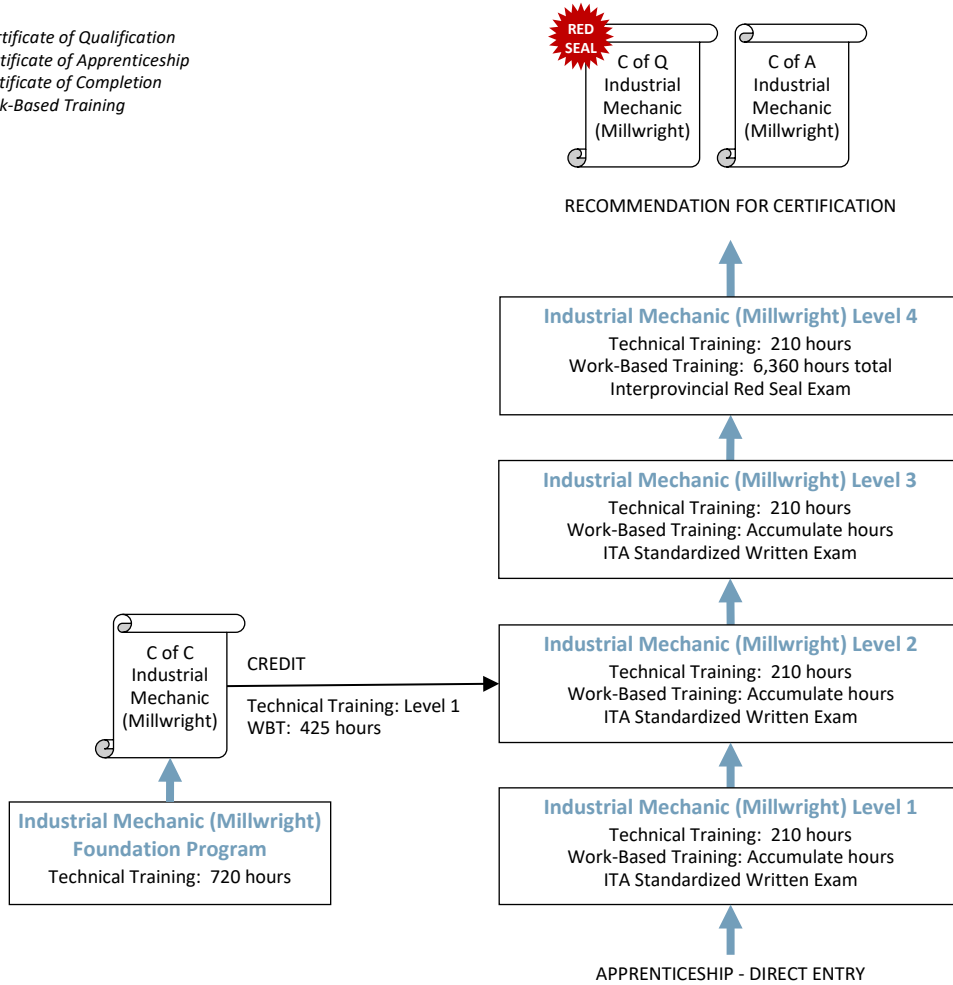 of Qualification
of Apprenticeship
of Completion
Training
RED
SEAL
C of Q
Industrial
Mechanic
(Millwright)
C of A
Industrial
Mechanic
(Millwright)
RECOMMENDATION FOR CERTIFICATION
Industrial Mechanic (Millwright) Level 4
Technical Training: 210 hours
Work-Based Training: 6,360 hours total
Interprovincial Red Seal Exam
Industrial Mechanic (Millwright) Level 3
Technical Training: 210 hours
Work-Based Training: Accumulate hours
ITA Standardized Written Exam
C of C
Industrial
Mechanic
(Millwright)
CREDIT
Technical Training: Level 1
WBT: 425 hours
Industrial Mechanic (Millwright) Level 2
Technical Training: 210 hours
Work-Based Training: Accumulate hours
ITA Standardized Written Exam
Industrial Mechanic (Millwright)
Foundation Program
Technical Training: 720 hours
Industrial Mechanic (Millwright) Level 1
Technical Training: 210 hours
Work-Based Training: Accumulate hours
ITA Standardized Written Exam
APPRENTICESHIP - DIRECT ENTRY